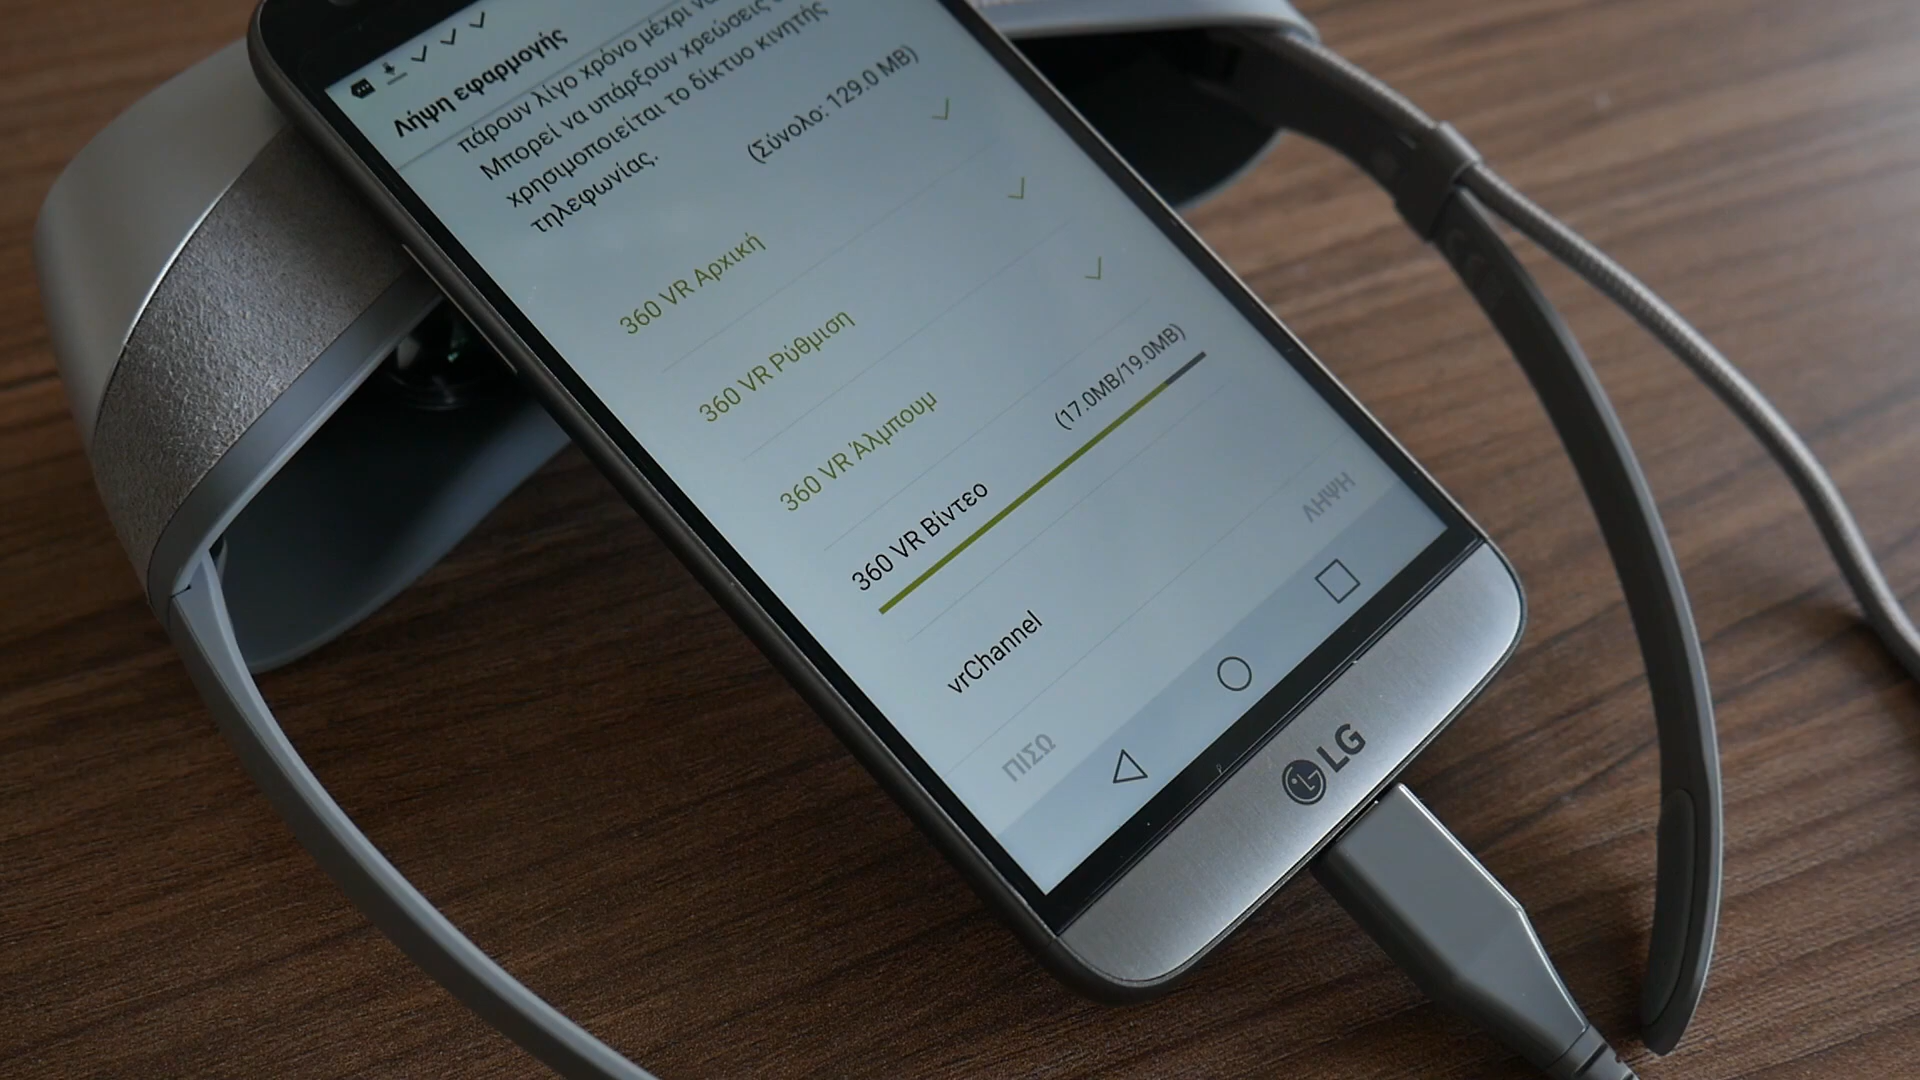 Λήψη εφαρμογής
πάρουν λίγο χρόνο μέχρι
Μπορεί να υπάρξουν χρεώσεις
χρησιμοποιείται το δίκτυο κινητής
τηλεφωνίας.
(Σύνολο: 129.0 MB)
360 VR Αρχική
360 VR Ρύθμιση
360 VR Άλμπουμ
360 VR Βίντεο
(17.0MB/19.0MB)
vrChannel
ΠΙΣΩ
ΛΗΨΗ
LG